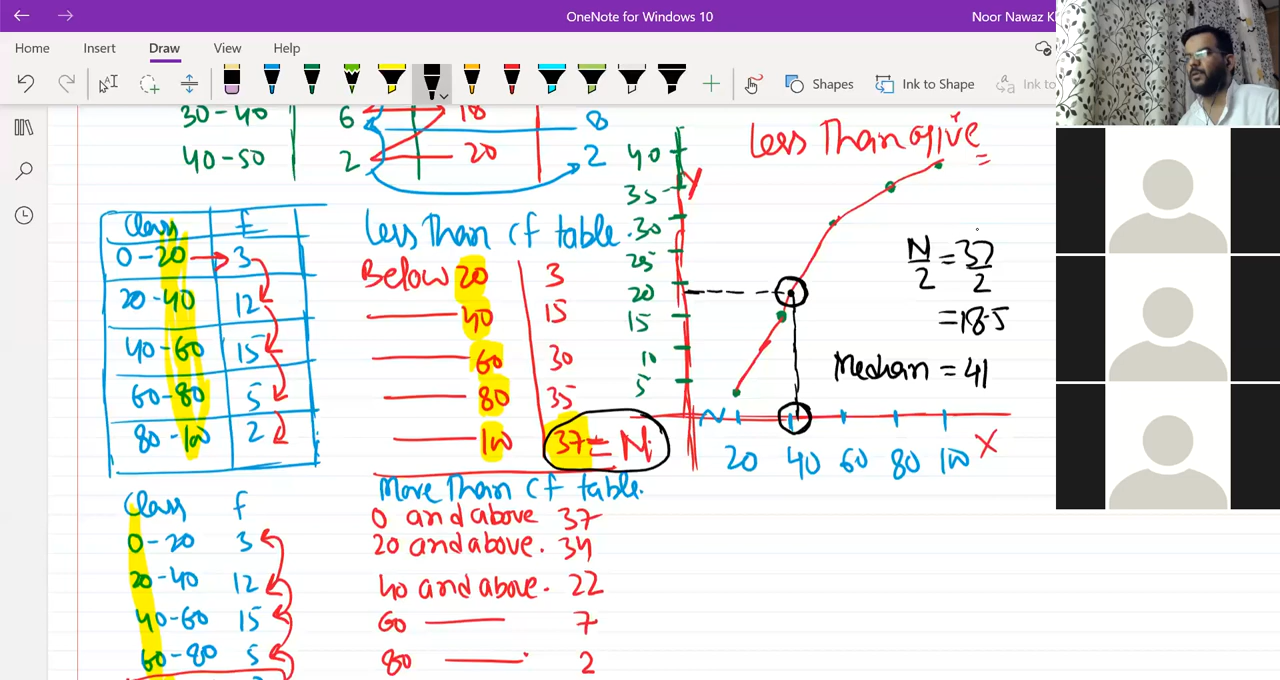 OneNote for Windows 10
Noor Nawaz K
Home Insert Draw View Help
Shapes Ink to Shape Ink to
30-40 6 18 8
40-50 2 20 2
Class f
0-20 3
20-40 12
40-60 15
60-80 5
80-100 2
Less Than cf table.
Below 20 3
40 15
60 30
80 35
100 37 = N
Less Than ogive
Y
40
35
30
25
20
15
10
5
20 40 60 80 100 X
N/2 = 37/2
= 18.5
Median = 41
Class f
0-20 3
20-40 12
40-60 15
60-80 5
More Than cf table.
0 and above 37
20 and above. 34
40 and above. 22
60 7
80 2